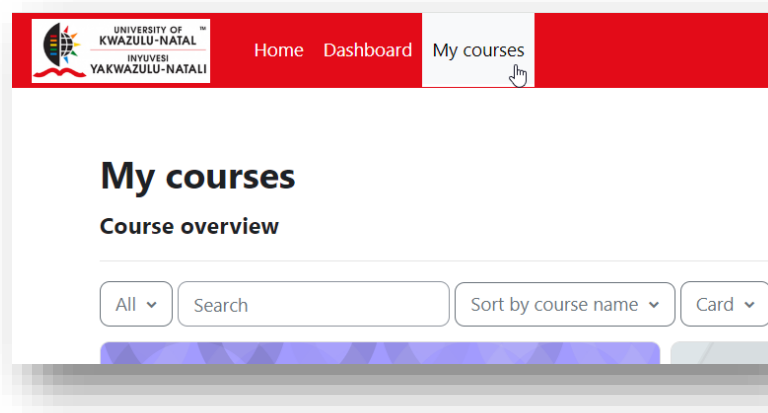 UNIVERSITY OF ™
KWAZULU-NATAL
INYUVESI
YAKWAZULU-NATALI
Home Dashboard My courses
My courses
Course overview
All Search Sort by course name Card